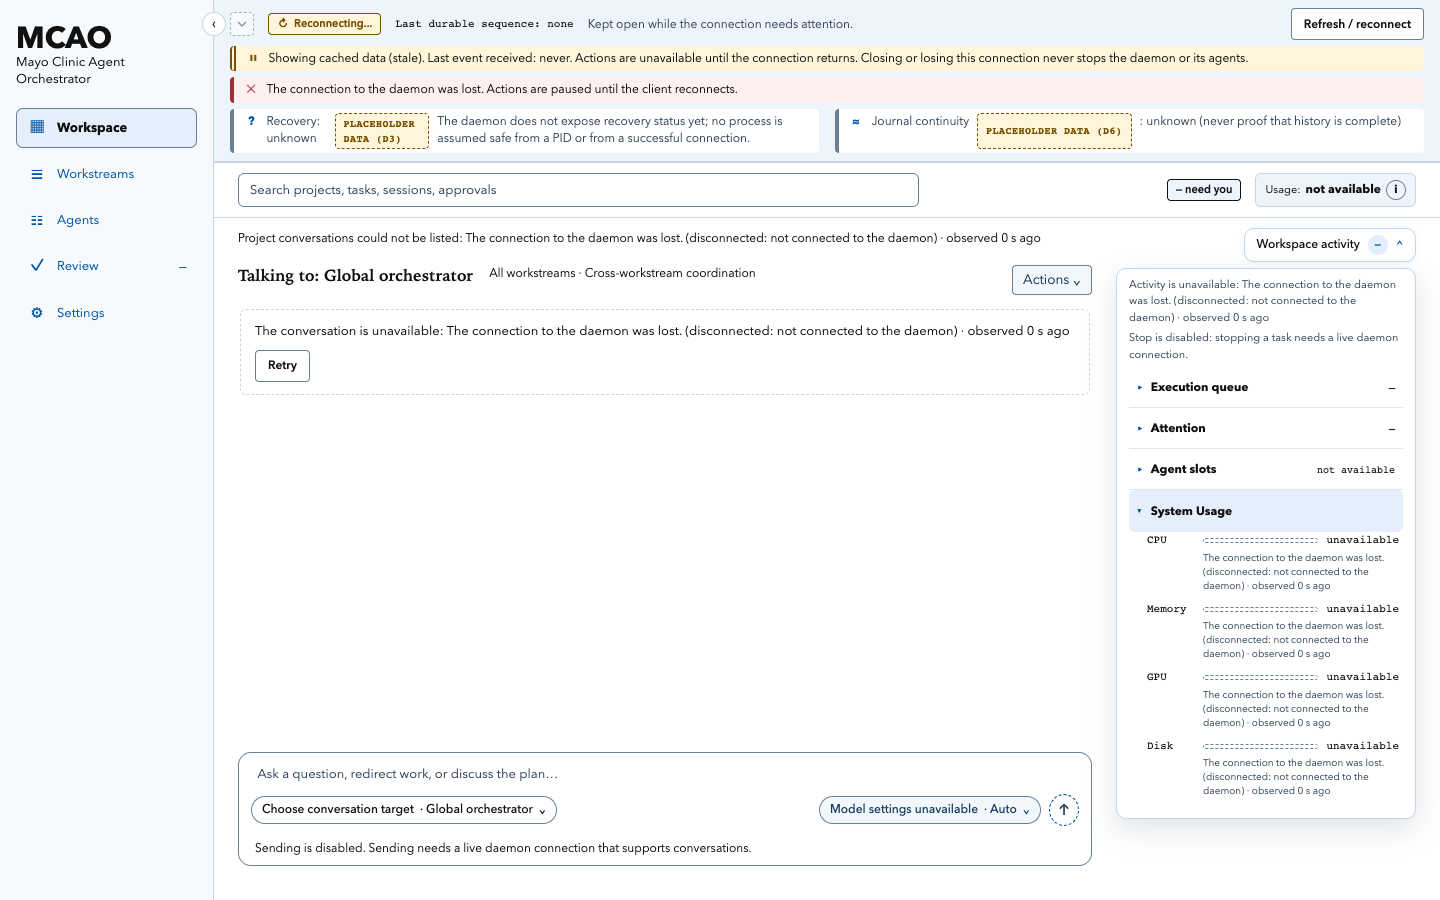 MCAO
Mayo Clinic Agent
Orchestrator
Workspace
Workstreams
Agents
Review –
Settings
Reconnecting... Last durable sequence: none Kept open while the connection needs attention. Refresh / reconnect
Showing cached data (stale). Last event received: never. Actions are unavailable until the connection returns. Closing or losing this connection never stops the daemon or its agents.
The connection to the daemon was lost. Actions are paused until the client reconnects.
? Recovery: unknown
PLACEHOLDER DATA (D3)
The daemon does not expose recovery status yet; no process is
assumed safe from a PID or from a successful connection.
≈ Journal continuity PLACEHOLDER DATA (D6) : unknown (never proof that history is complete)
Search projects, tasks, sessions, approvals
– need you
Usage: not available i
Project conversations could not be listed: The connection to the daemon was lost. (disconnected: not connected to the daemon) · observed 0 s ago
Workspace activity –
Talking to: Global orchestrator All workstreams · Cross-workstream coordination
Actions
The conversation is unavailable: The connection to the daemon was lost. (disconnected: not connected to the daemon) · observed 0 s ago
Retry
Ask a question, redirect work, or discuss the plan…
Choose conversation target · Global orchestrator
Model settings unavailable · Auto
Sending is disabled. Sending needs a live daemon connection that supports conversations.
Activity is unavailable: The connection to the daemon
was lost. (disconnected: not connected to the
daemon) · observed 0 s ago
Stop is disabled: stopping a task needs a live daemon
connection.
Execution queue –
Attention –
Agent slots not available
System Usage
CPU unavailable
The connection to the daemon was lost.
(disconnected: not connected to the
daemon) · observed 0 s ago
Memory unavailable
The connection to the daemon was lost.
(disconnected: not connected to the
daemon) · observed 0 s ago
GPU unavailable
The connection to the daemon was lost.
(disconnected: not connected to the
daemon) · observed 0 s ago
Disk unavailable
The connection to the daemon was lost.
(disconnected: not connected to the
daemon) · observed 0 s ago